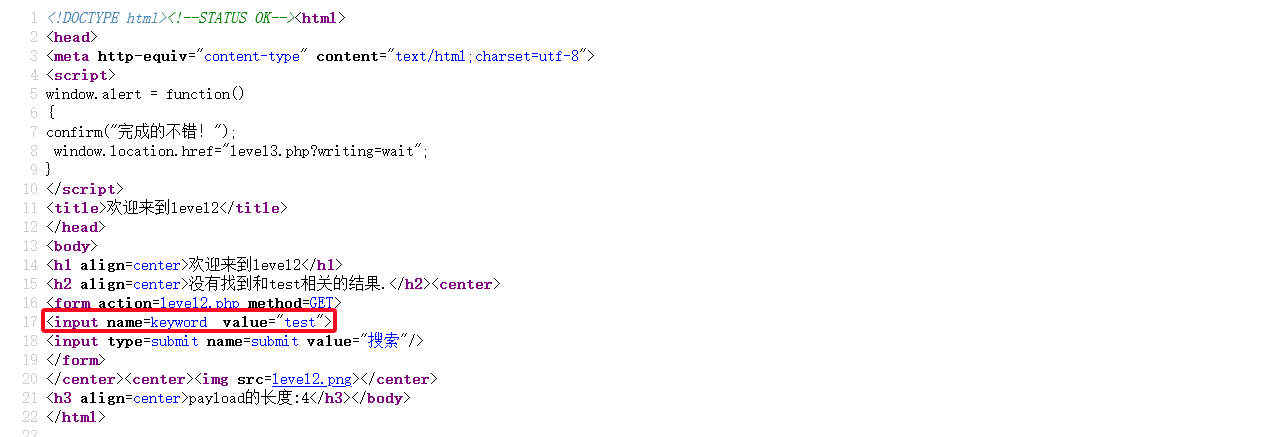 1 <!DOCTYPE html><!--STATUS OK--><html>
2 <head>
3 <meta http-equiv="content-type" content="text/html;charset=utf-8">
4 <script>
5 window.alert = function()
6 {
7 confirm("完成的不错！");
8  window.location.href="level3.php?writing=wait";
9 }
10 </script>
11 <title>欢迎来到level2</title>
12 </head>
13 <body>
14 <h1 align=center>欢迎来到level2</h1>
15 <h2 align=center>没有找到和test相关的结果.</h2><center>
16 <form action=level2.php method=GET>
17 <input name=keyword  value="test">
18 <input type=submit name=submit value="搜索"/>
19 </form>
20 </center><center><img src=level2.png></center>
21 <h3 align=center>payload的长度:4</h3></body>
22 </html>
23